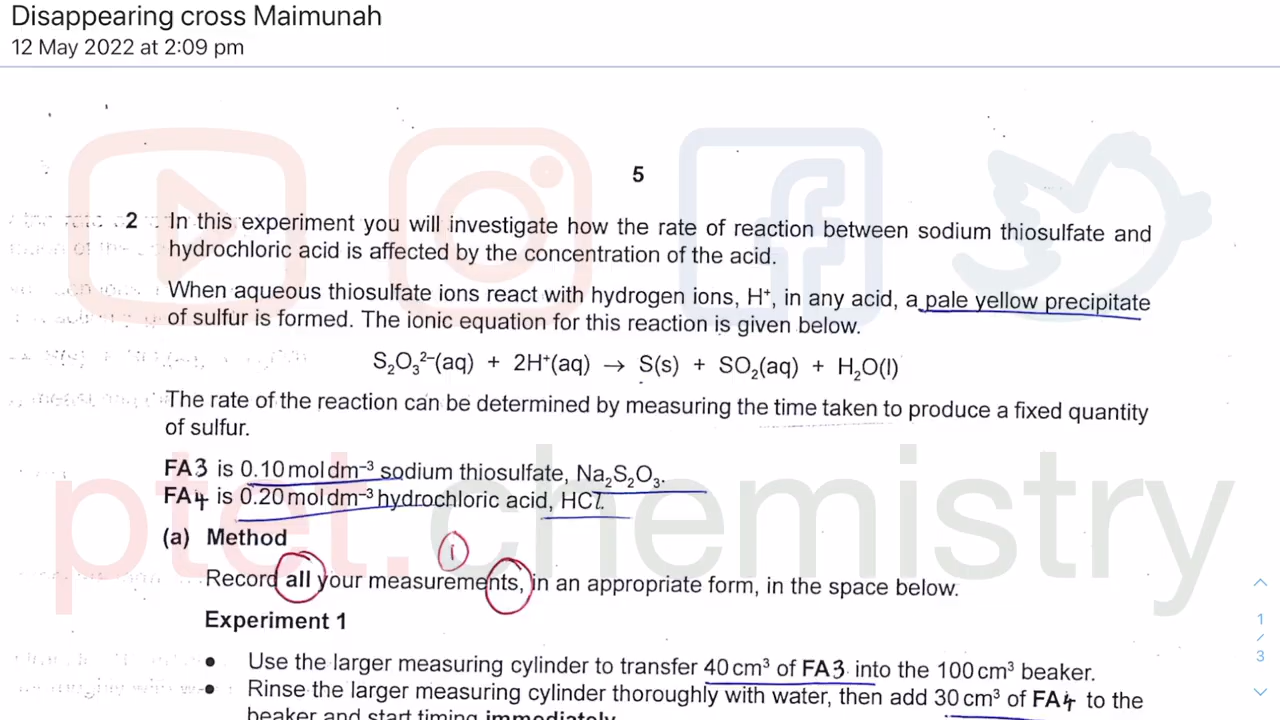 Disappearing cross Maimunah
12 May 2022 at 2:09 pm
5
2 In this experiment you will investigate how the rate of reaction between sodium thiosulfate and
hydrochloric acid is affected by the concentration of the acid.
When aqueous thiosulfate ions react with hydrogen ions, H⁺, in any acid, a pale yellow precipitate
of sulfur is formed. The ionic equation for this reaction is given below.
S₂O₃²⁻(aq) + 2H⁺(aq) → S(s) + SO₂(aq) + H₂O(l)
The rate of the reaction can be determined by measuring the time taken to produce a fixed quantity
of sulfur.
FA3 is 0.10 mol dm⁻³ sodium thiosulfate, Na₂S₂O₃.
FA4 is 0.20 mol dm⁻³ hydrochloric acid, HCl.
ptet.chemistry
(a) Method
1
Record all your measurements, in an appropriate form, in the space below.
Experiment 1
• Use the larger measuring cylinder to transfer 40 cm³ of FA3 into the 100 cm³ beaker.
• Rinse the larger measuring cylinder thoroughly with water, then add 30 cm³ of FA4 to the
beaker and start timing immediately.
1
/
3